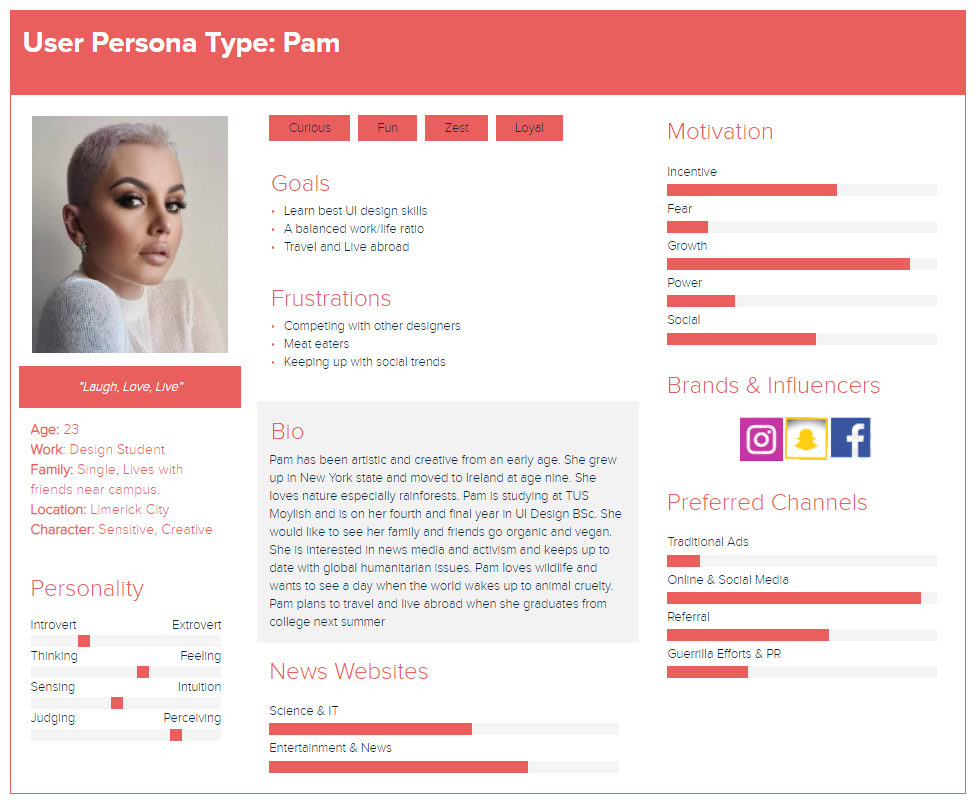 User Persona Type: Pam
"Laugh, Love, Live"
Age: 23
Work: Design Student
Family: Single, Lives with
friends near campus.
Location: Limerick City
Character: Sensitive, Creative
Personality
Introvert Extrovert
Thinking Feeling
Sensing Intuition
Judging Perceiving
Curious Fun Zest Loyal
Goals
Learn best UI design skills
A balanced work/life ratio
Travel and Live abroad
Frustrations
Competing with other designers
Meat eaters
Keeping up with social trends
Bio
Pam has been artistic and creative from an early age. She grew
up in New York state and moved to Ireland at age nine. She
loves nature especially rainforests. Pam is studying at TUS
Moylish and is on her fourth and final year in UI Design BSc. She
would like to see her family and friends go organic and vegan.
She is interested in news media and activism and keeps up to
date with global humanitarian issues. Pam loves wildlife and
wants to see a day when the world wakes up to animal cruelty.
Pam plans to travel and live abroad when she graduates from
college next summer
News Websites
Science & IT
Entertainment & News
Motivation
Incentive
Fear
Growth
Power
Social
Brands & Influencers
Preferred Channels
Traditional Ads
Online & Social Media
Referral
Guerrilla Efforts & PR